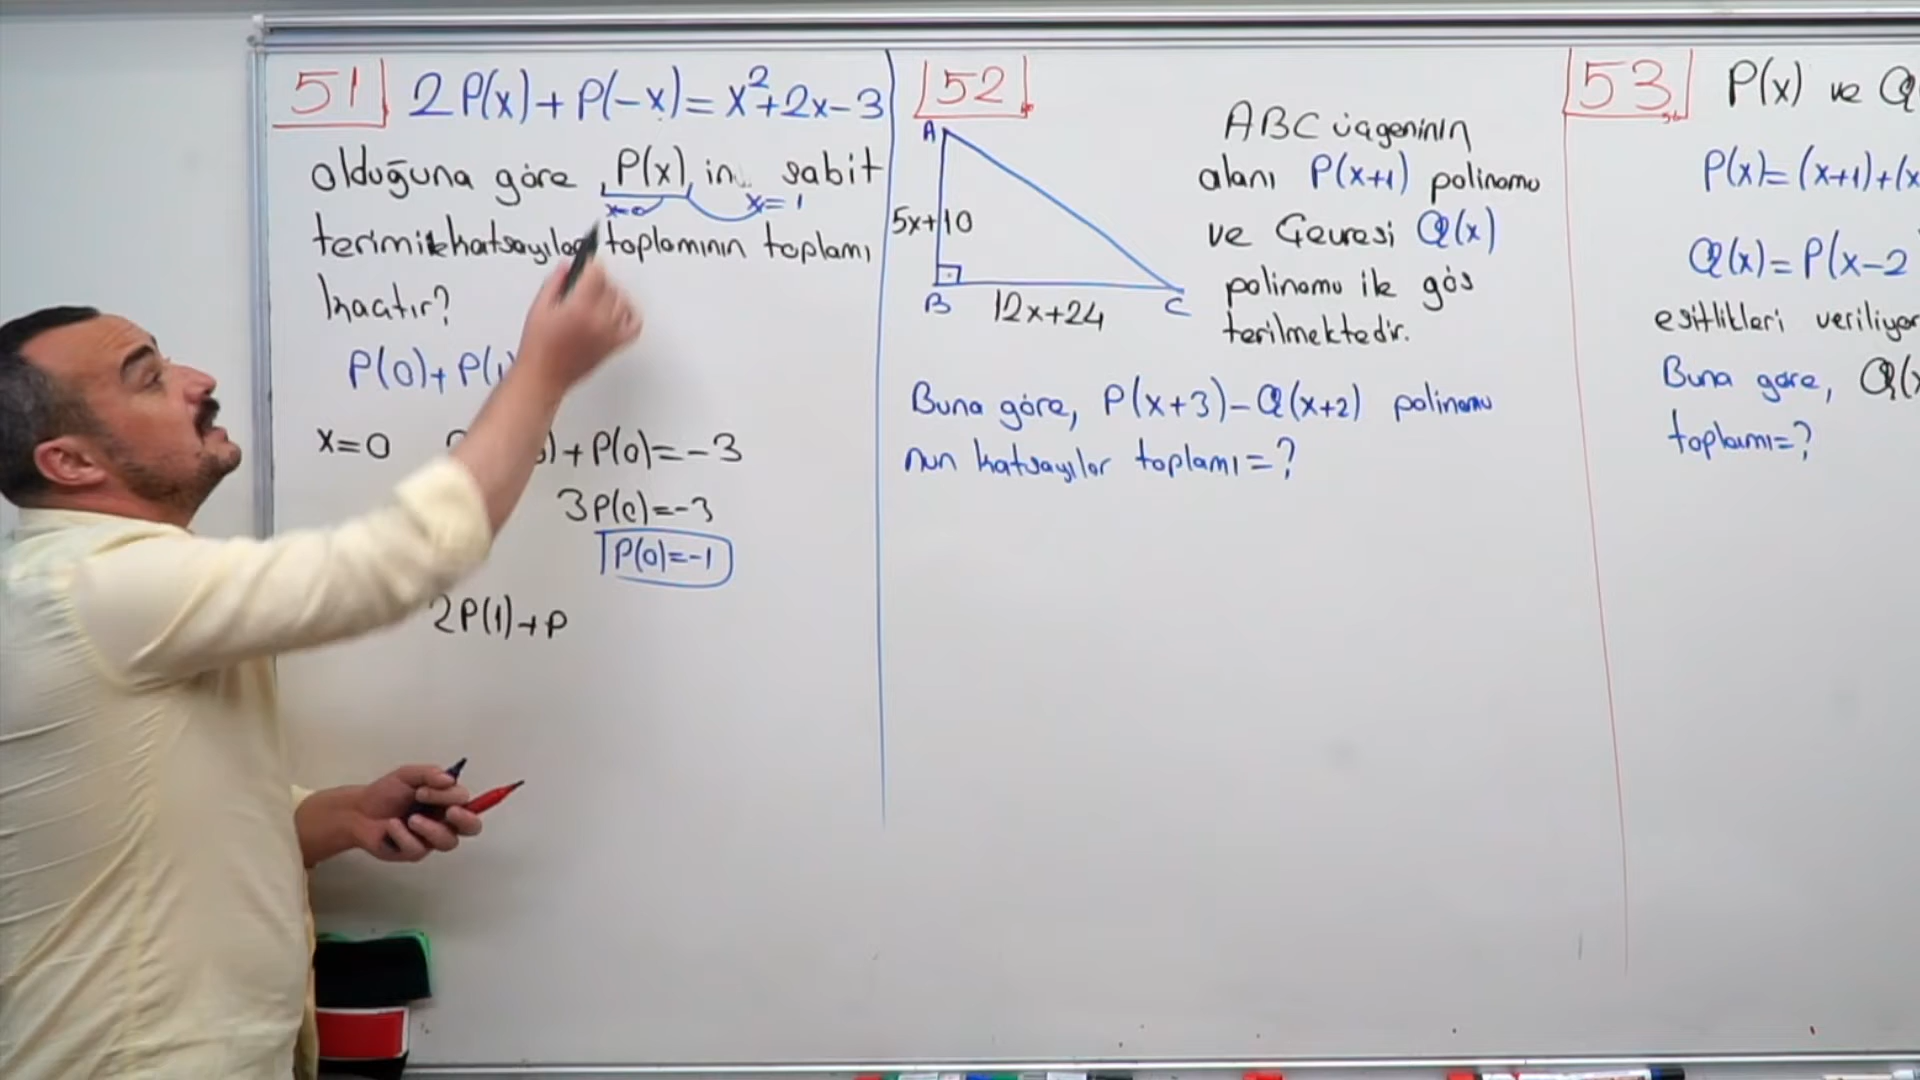 51 2P(x)+P(-x)=x²+2x-3
olduğuna göre P(x) in sabit
x=0 x=1
terimi katsayılar toplamının toplamı
kaçtır?
P(0)+P(1)
x=0 )+P(0)=-3
3P(0)=-3
P(0)=-1
2P(1)+P
52
A
5x+10
B 12x+24 C
ABC üçgeninin
alanı P(x+1) polinomu
ve Çevresi Q(x)
polinomu ile gös
terilmektedir.
Buna göre, P(x+3)-Q(x+2) polinomu
nun katsayılar toplamı=?
53 P(x) ve Q
P(x)=(x+1)+(x
Q(x)=P(x-2
eşitlikleri veriliyor
Buna göre, Q(x
toplamı=?